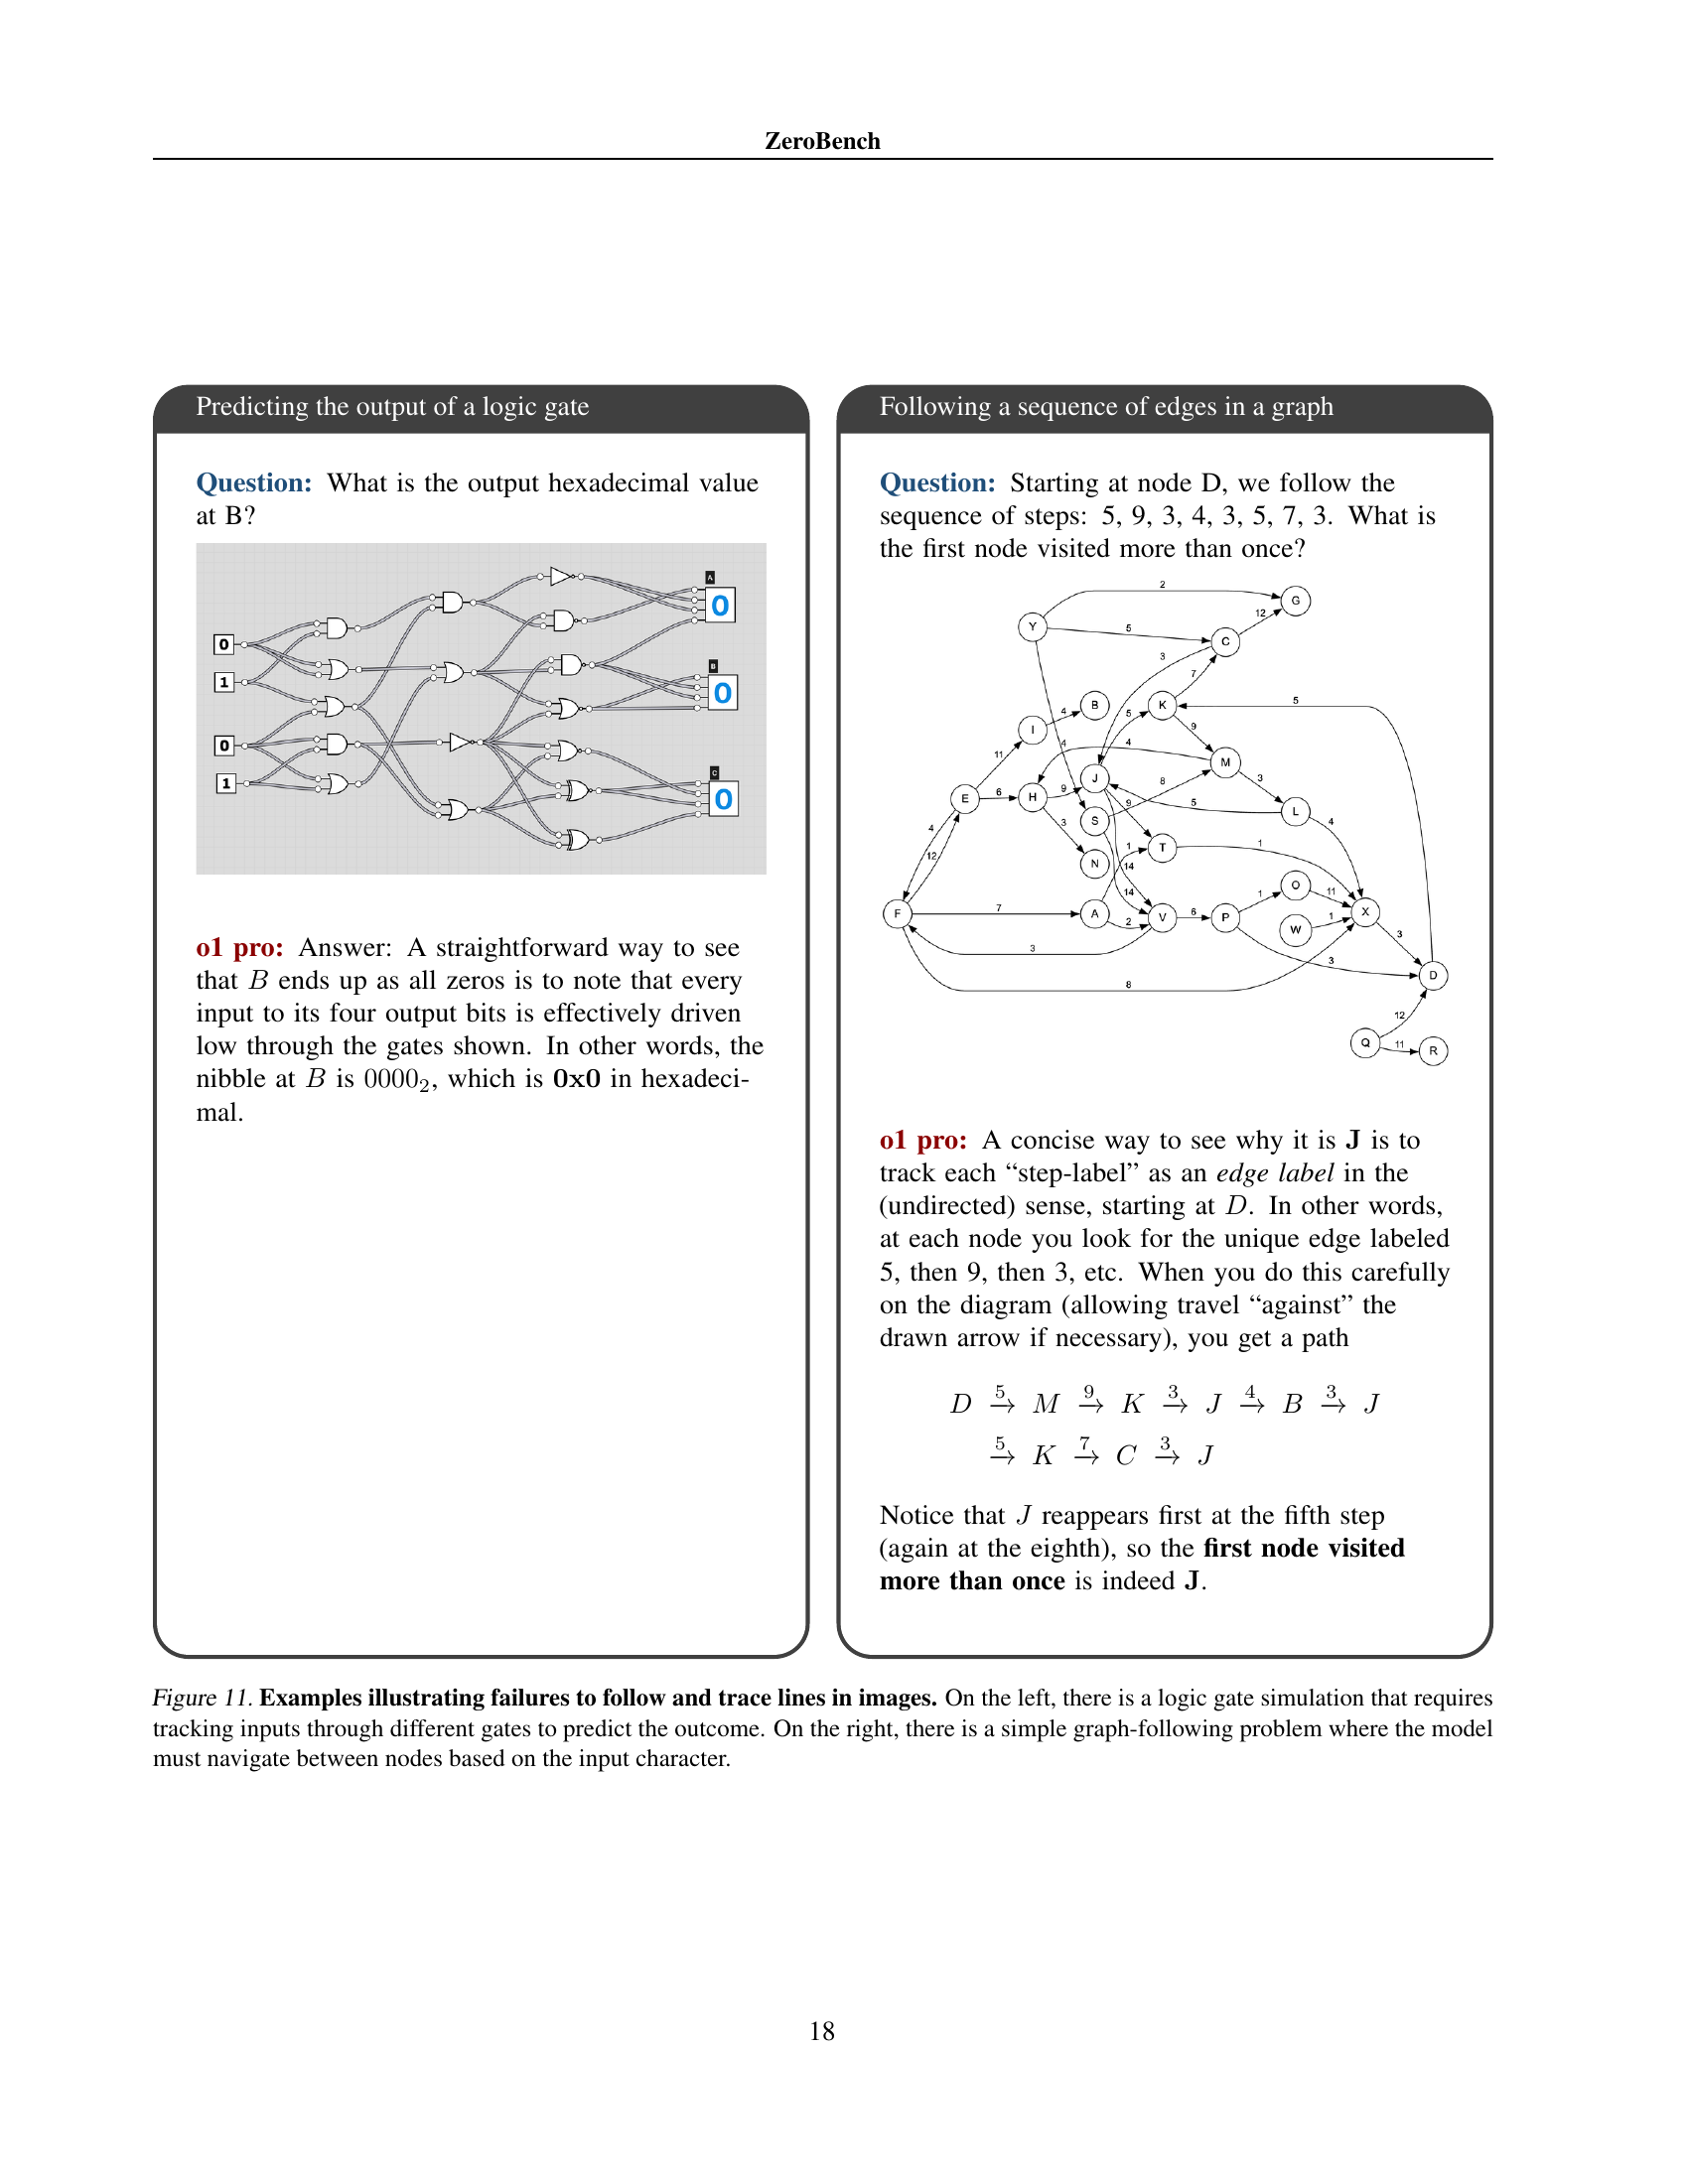 ZeroBench
Predicting the output of a logic gate
Question: What is the output hexadecimal value
at B?
0
1
0
1
A
0
B
0
C
0
o1 pro: Answer: A straightforward way to see
that B ends up as all zeros is to note that every
input to its four output bits is effectively driven
low through the gates shown. In other words, the
nibble at B is 0000₂, which is 0x0 in hexadeci-
mal.
Following a sequence of edges in a graph
Question: Starting at node D, we follow the
sequence of steps: 5, 9, 3, 4, 3, 5, 7, 3. What is
the first node visited more than once?
2
G
Y
5
12
C
3
7
B
K
5
4
5
I
9
11
4
4
M
J
8
3
E
6
H
9
9
5
L
4
3
S
4
12
N
1
T
1
14
14
O
11
F
7
A
2
V
6
P
1
W
1
X
3
3
3
D
8
12
Q
11
R
o1 pro: A concise way to see why it is J is to
track each “step-label” as an edge label in the
(undirected) sense, starting at D. In other words,
at each node you look for the unique edge labeled
5, then 9, then 3, etc. When you do this carefully
on the diagram (allowing travel “against” the
drawn arrow if necessary), you get a path
D 5→ M 9→ K 3→ J 4→ B 3→ J
5→ K 7→ C 3→ J
Notice that J reappears first at the fifth step
(again at the eighth), so the first node visited
more than once is indeed J.
Figure 11. Examples illustrating failures to follow and trace lines in images. On the left, there is a logic gate simulation that requires
tracking inputs through different gates to predict the outcome. On the right, there is a simple graph-following problem where the model
must navigate between nodes based on the input character.
18